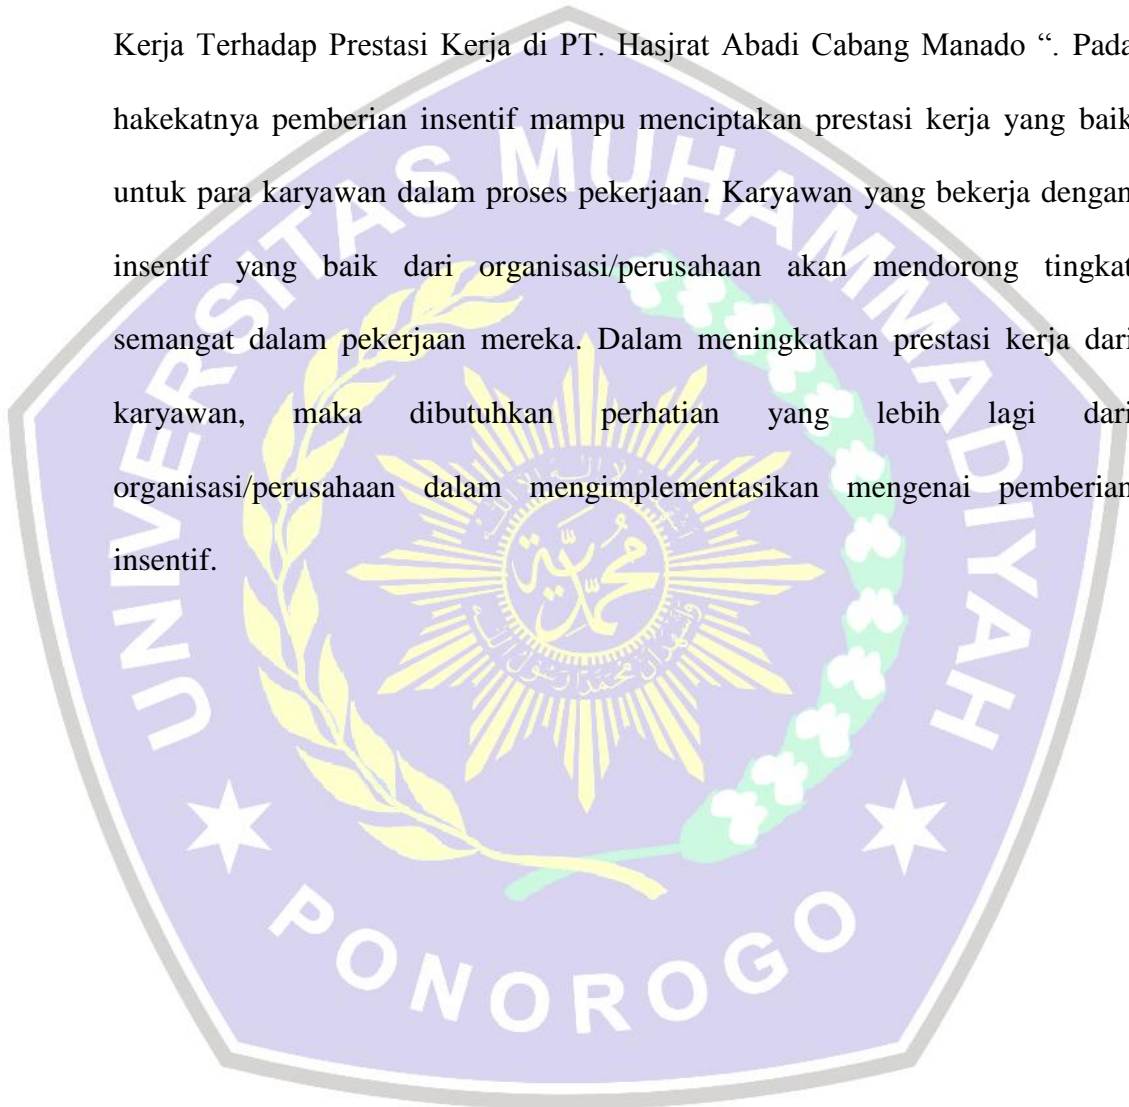 Kerja Terhadap Prestasi Kerja di PT. Hasjrat Abadi Cabang Manado “. Pada
hakekatnya pemberian insentif mampu menciptakan prestasi kerja yang baik
untuk para karyawan dalam proses pekerjaan. Karyawan yang bekerja dengan
insentif yang baik dari organisasi/perusahaan akan mendorong tingkat
semangat dalam pekerjaan mereka. Dalam meningkatkan prestasi kerja dari
karyawan, maka dibutuhkan perhatian yang lebih lagi dari
organisasi/perusahaan dalam mengimplementasikan mengenai pemberian
insentif.
UNIVERSITAS MUHAMMADIYAH
PONOROGO
محمدية